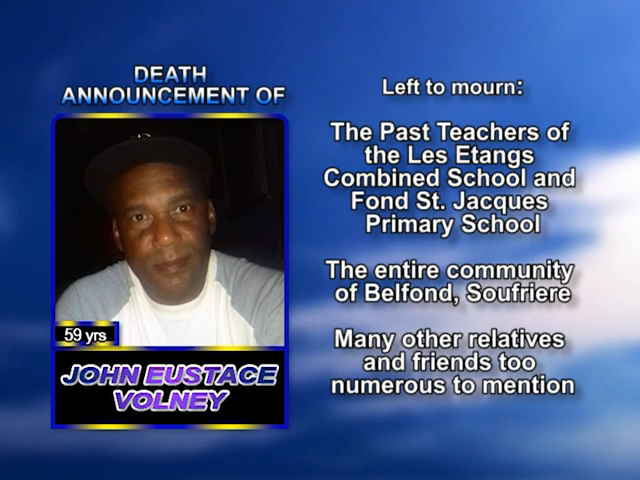 DEATH
ANNOUNCEMENT OF
59 yrs
JOHN EUSTACE
VOLNEY
Left to mourn:
The Past Teachers of
the Les Etangs
Combined School and
Fond St. Jacques
Primary School
The entire community
of Belfond, Soufriere
Many other relatives
and friends too
numerous to mention